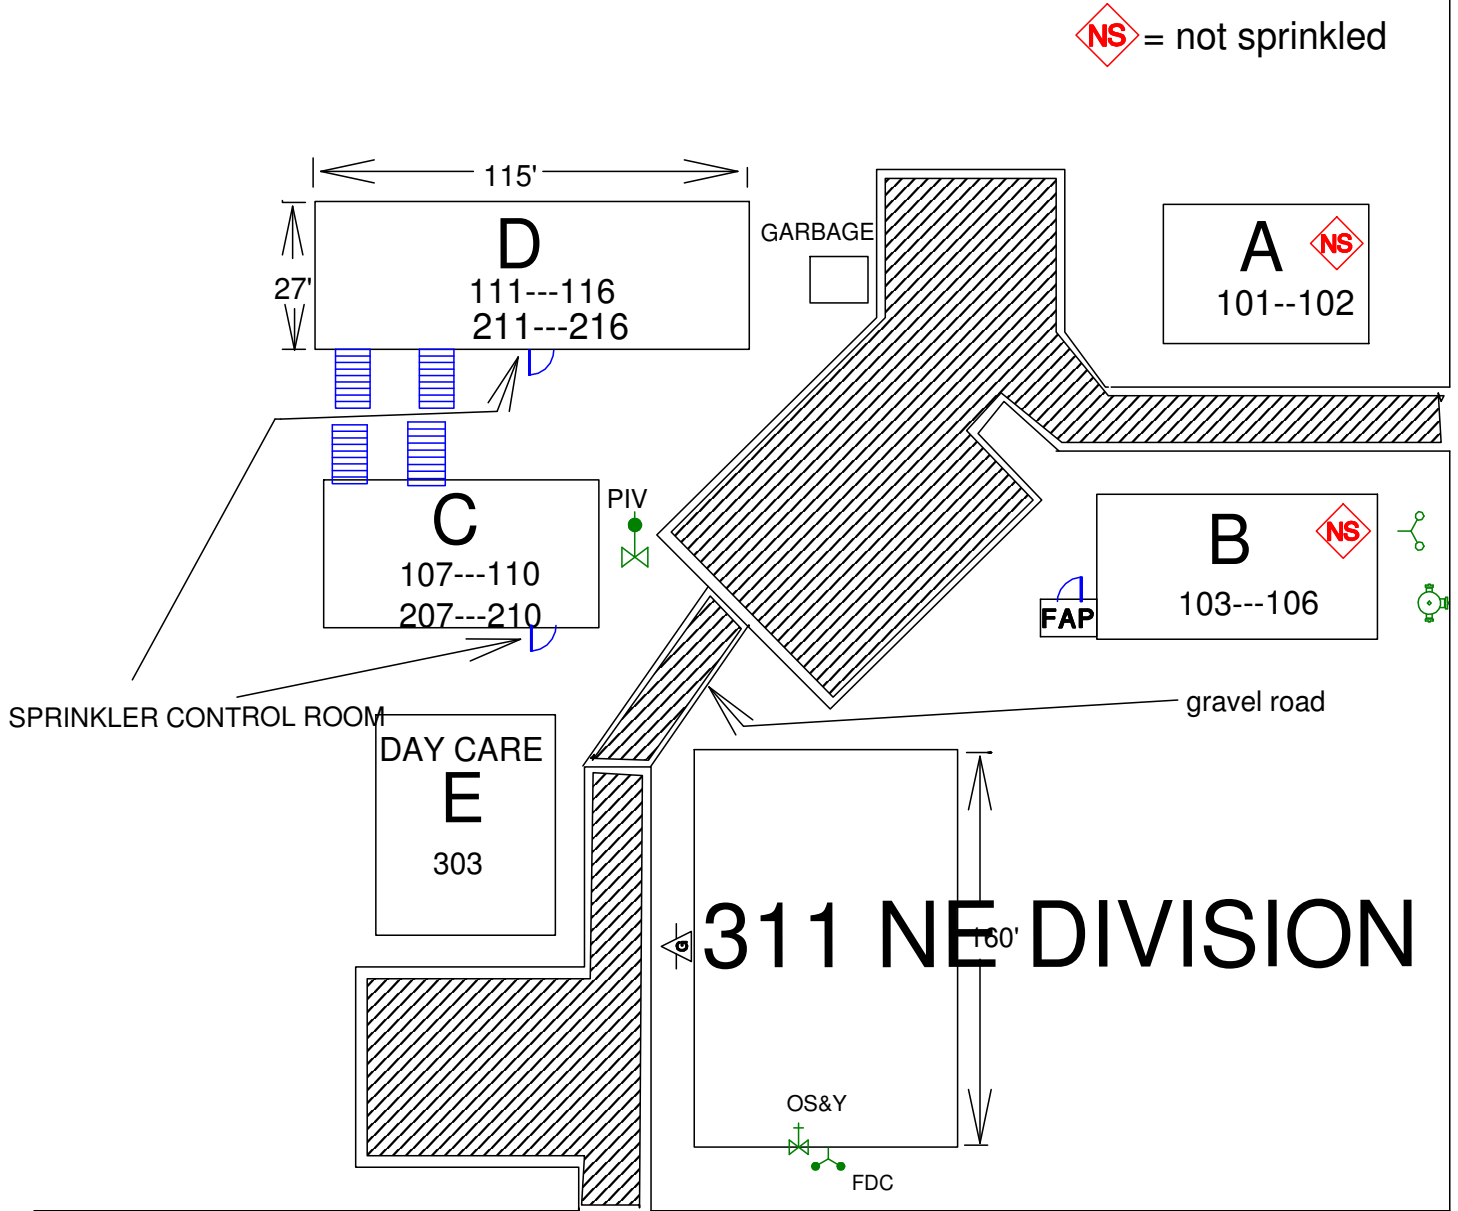 NS = not sprinkled
115'
D
GARBAGE
27'
111---116
211---216
A NS
101--102
C
PIV
107---110
207---210
B NS
103---106
FAP
SPRINKLER CONTROL ROOM
gravel road
DAY CARE
E
303
G
311 NE DIVISION
160'
OS&Y
FDC